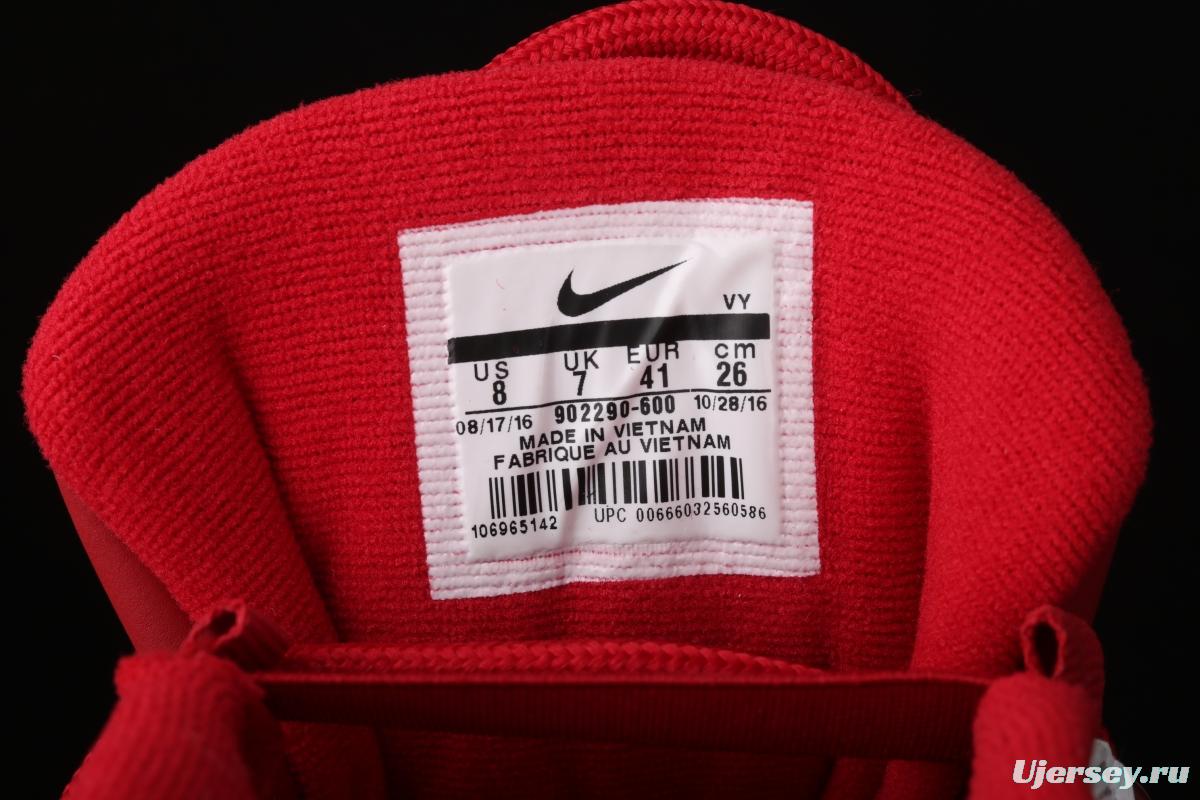 VY
US UK EUR cm
8 7 41 26
08/17/16 902290-600 10/28/16
MADE IN VIETNAM
FABRIQUE AU VIETNAM
106965142 UPC 00666032560586
Ujersey.ru